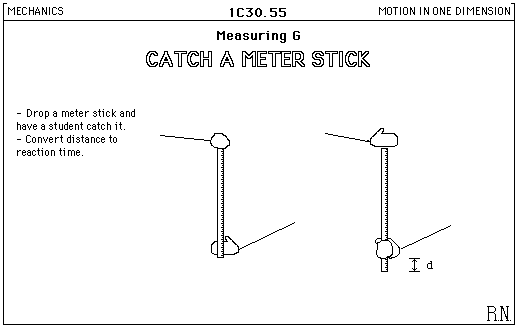 MECHANICS
1C30.55
MOTION IN ONE DIMENSION
Measuring G
CATCH A METER STICK
- Drop a meter stick and
have a student catch it.
- Convert distance to
reaction time.
d
R.N.